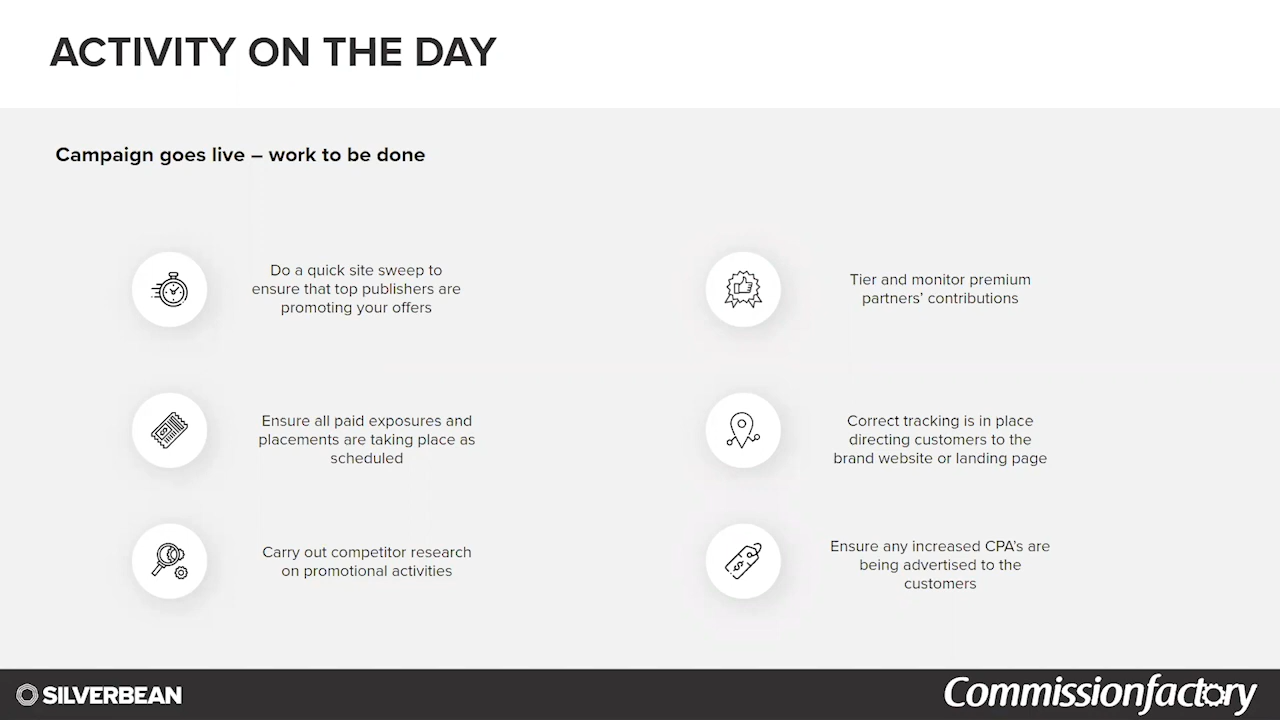 ACTIVITY ON THE DAY
Campaign goes live – work to be done
Do a quick site sweep to
ensure that top publishers are
promoting your offers
Ensure all paid exposures and
placements are taking place as
scheduled
Carry out competitor research
on promotional activities
Tier and monitor premium
partners’ contributions
Correct tracking is in place
directing customers to the
brand website or landing page
Ensure any increased CPA’s are
being advertised to the
customers
SILVERBEAN
Commissionfactory